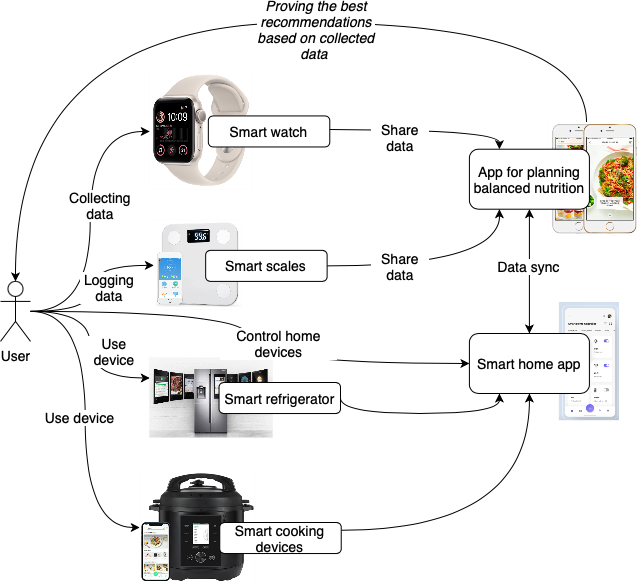 Proving the best
recommendations
based on collected
data
10:09
Smart watch
Share
data
App for planning
balanced nutrition
Collecting
data
99.6
Smart scales
Share
data
Data sync
Logging
data
User
Control home
devices
Use
device
Smart home app
Smart refrigerator
Use device
Smart cooking
devices